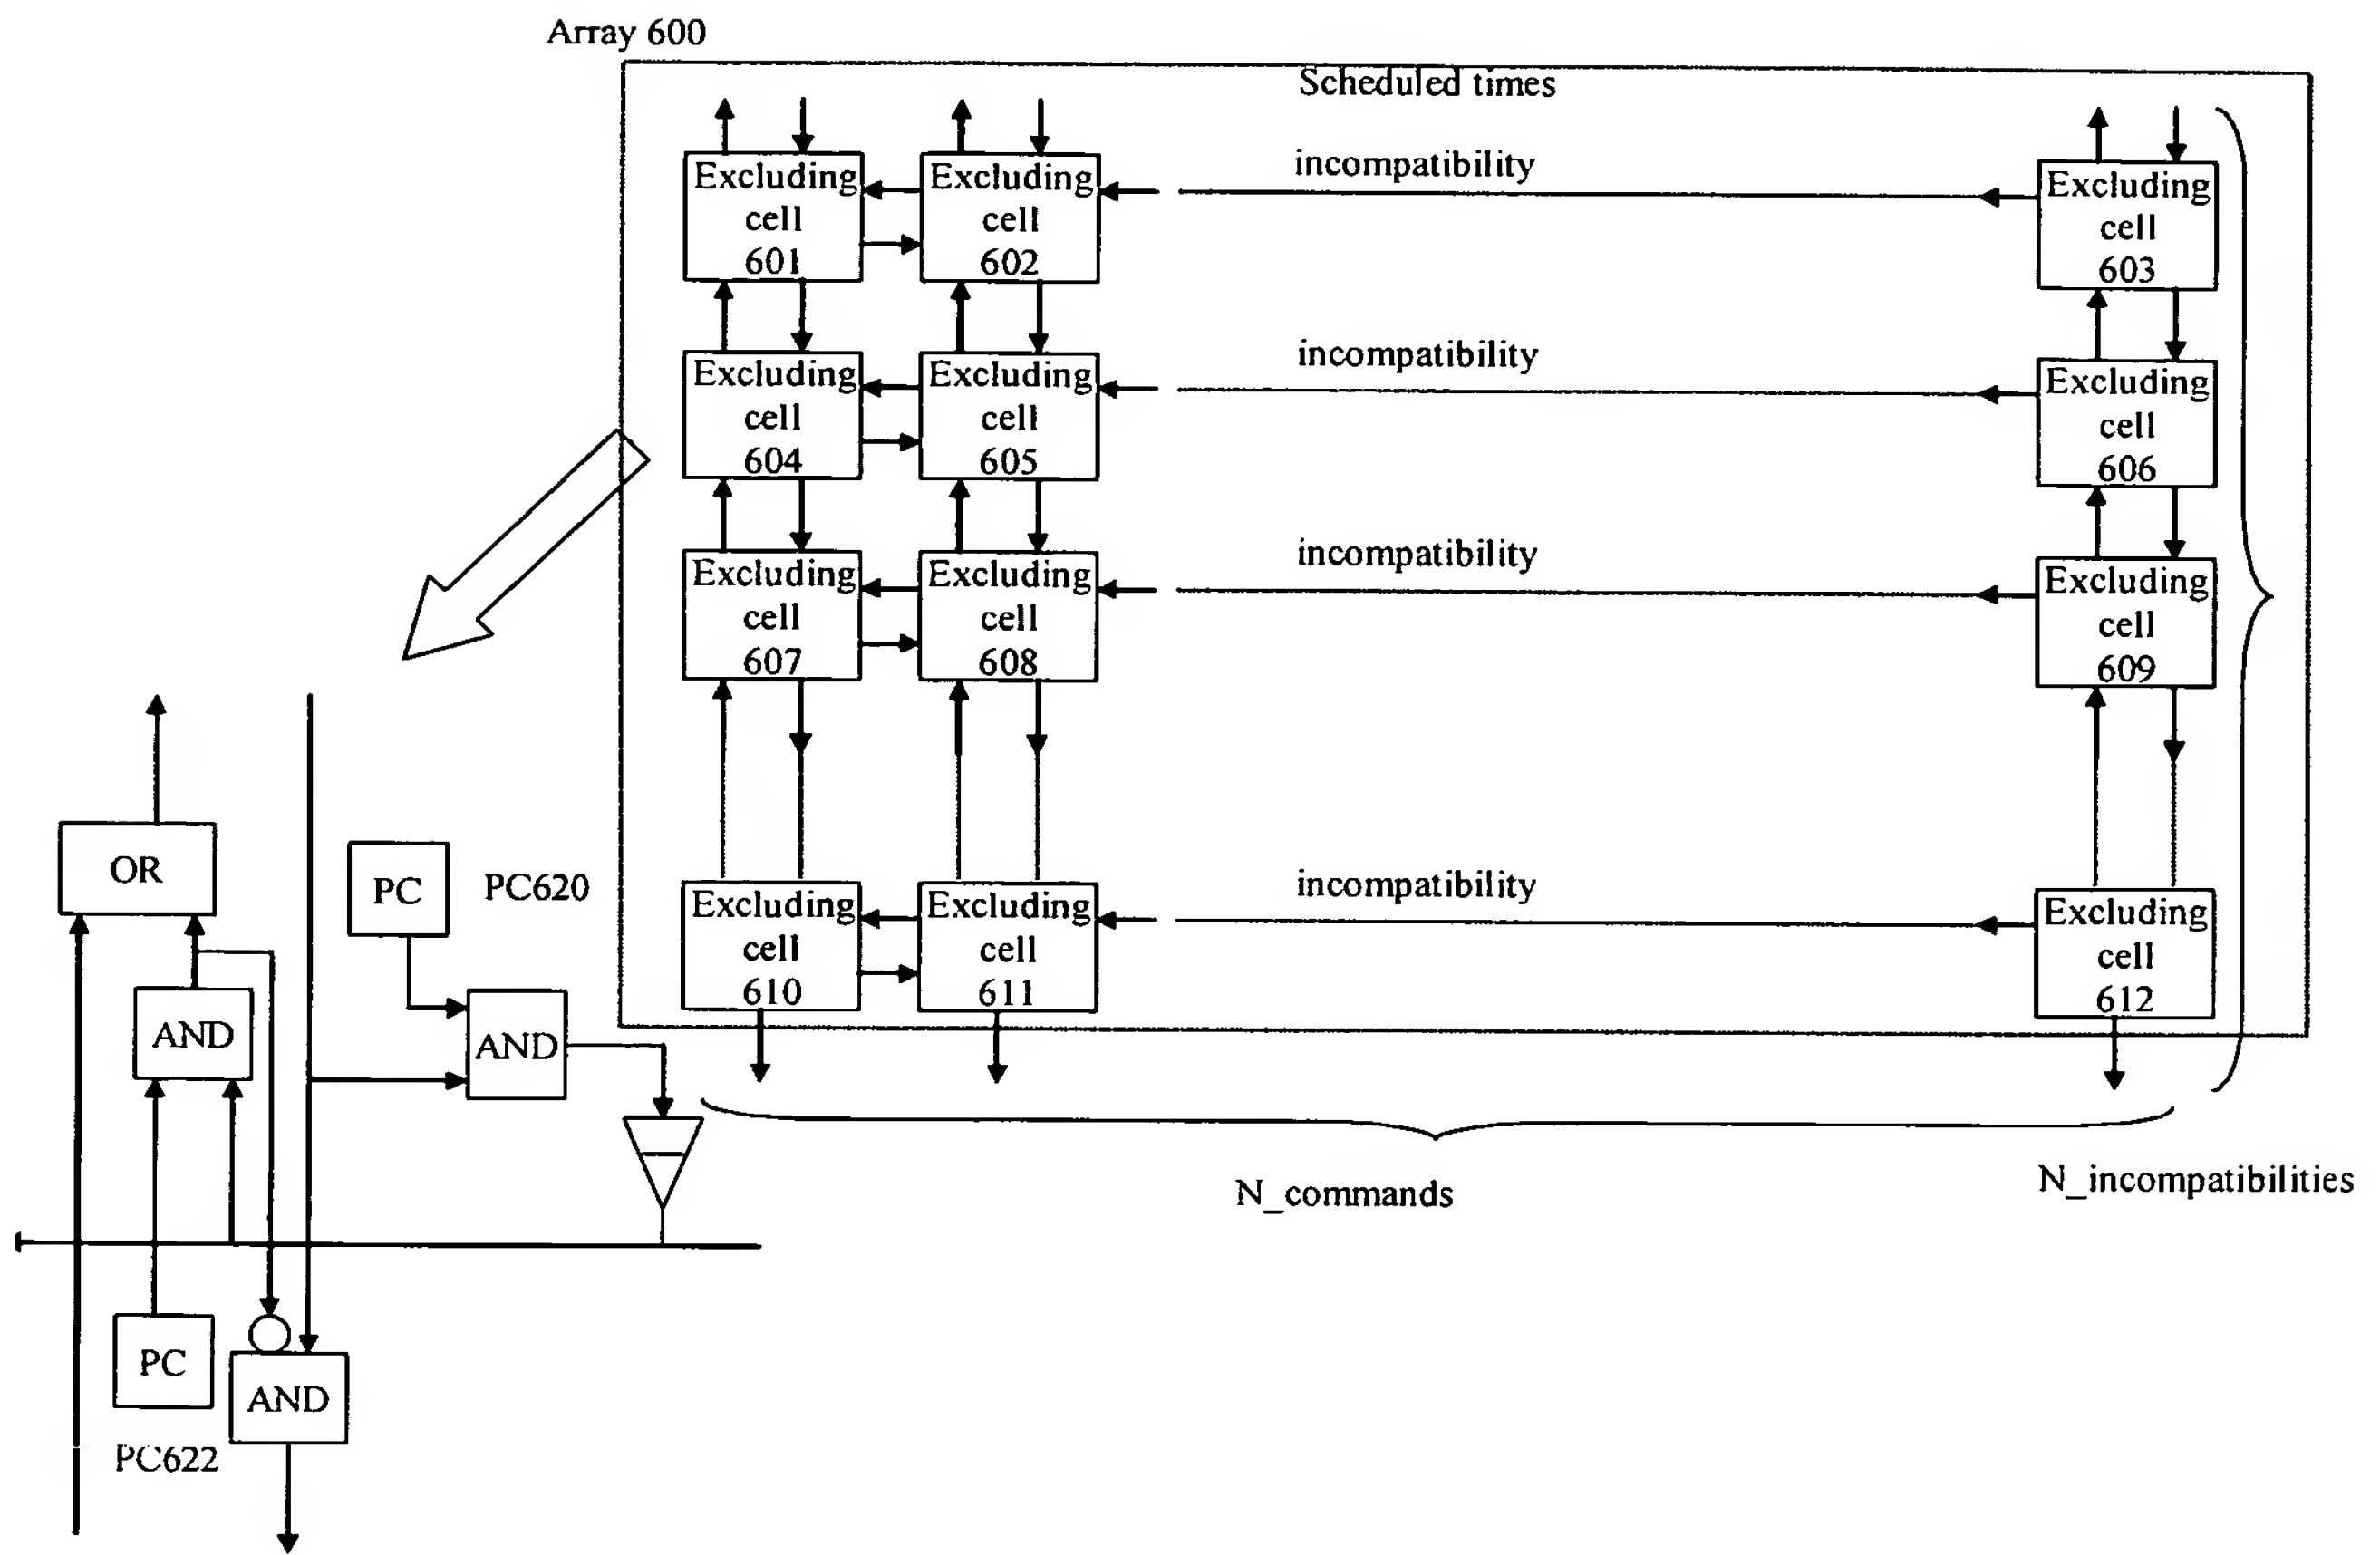 Array 600
Scheduled times
Excluding
cell
601
Excluding
cell
602
incompatibility
Excluding
cell
603
Excluding
cell
604
Excluding
cell
605
incompatibility
Excluding
cell
606
Excluding
cell
607
Excluding
cell
608
incompatibility
Excluding
cell
609
Excluding
cell
610
Excluding
cell
611
incompatibility
Excluding
cell
612
OR
PC
PC620
AND
AND
N_commands
N_incompatibilities
PC
PC622
AND